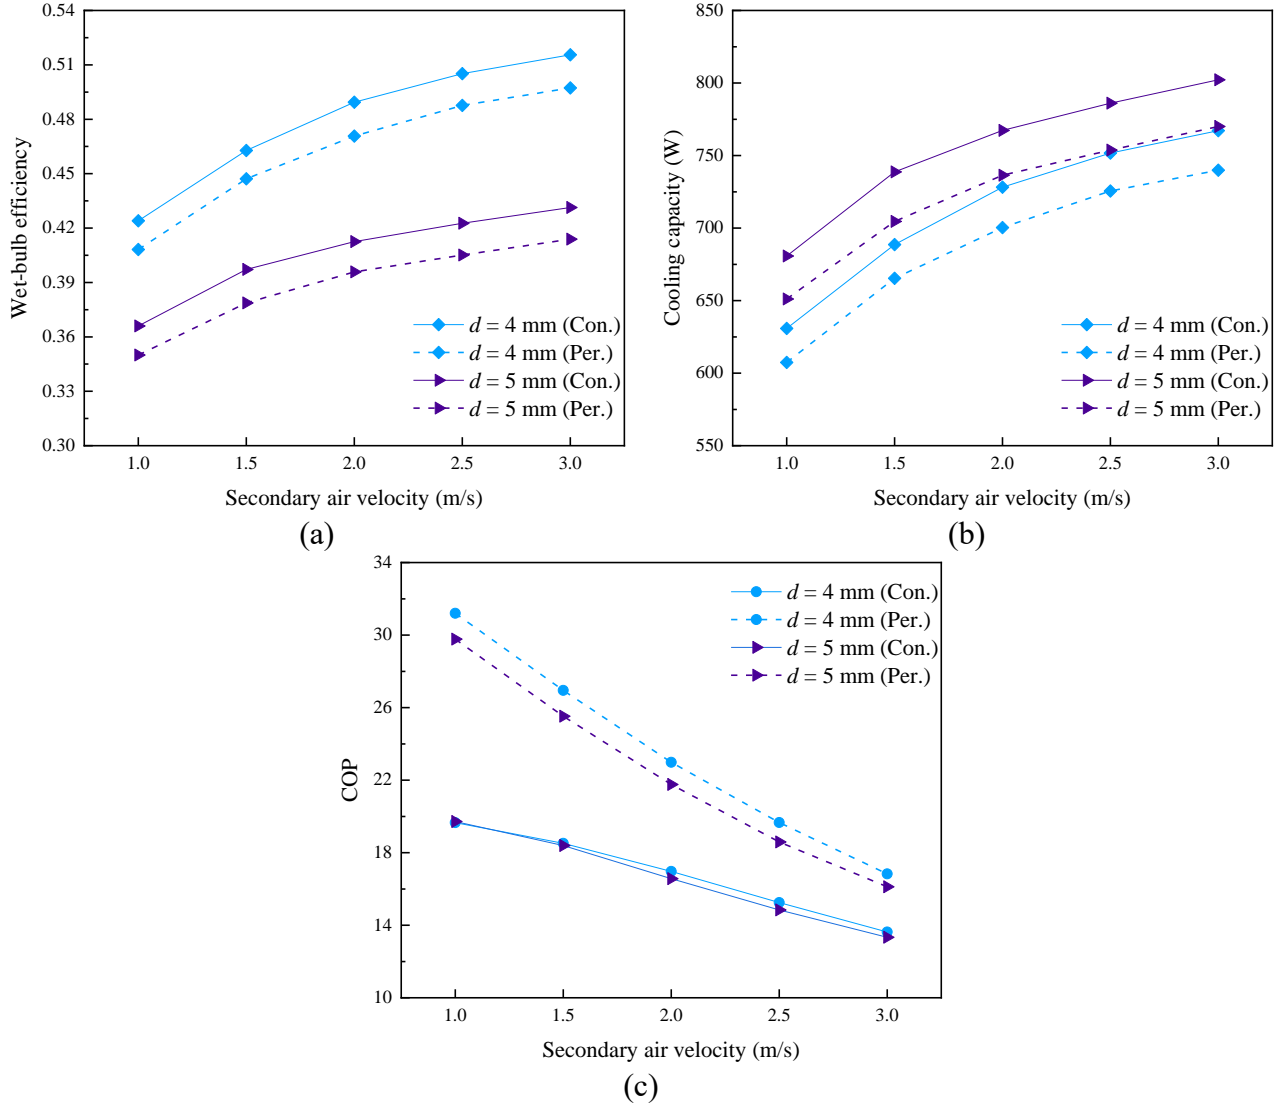 0.54
0.51
0.48
0.45
0.42
0.39
0.36
0.33
0.30
Wet-bulb efficiency
d = 4 mm (Con.)
d = 4 mm (Per.)
d = 5 mm (Con.)
d = 5 mm (Per.)
1.0 1.5 2.0 2.5 3.0
Secondary air velocity (m/s)
(a)
850
800
750
700
650
600
550
Cooling capacity (W)
d = 4 mm (Con.)
d = 4 mm (Per.)
d = 5 mm (Con.)
d = 5 mm (Per.)
1.0 1.5 2.0 2.5 3.0
Secondary air velocity (m/s)
(b)
34
30
26
22
18
14
10
COP
d = 4 mm (Con.)
d = 4 mm (Per.)
d = 5 mm (Con.)
d = 5 mm (Per.)
1.0 1.5 2.0 2.5 3.0
Secondary air velocity (m/s)
(c)